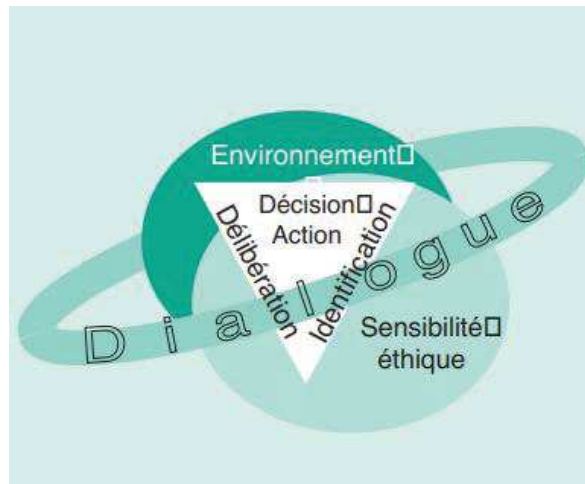 Environnement
Décision
Action
Délibération
Identification
Dialogue
Sensibilité
éthique